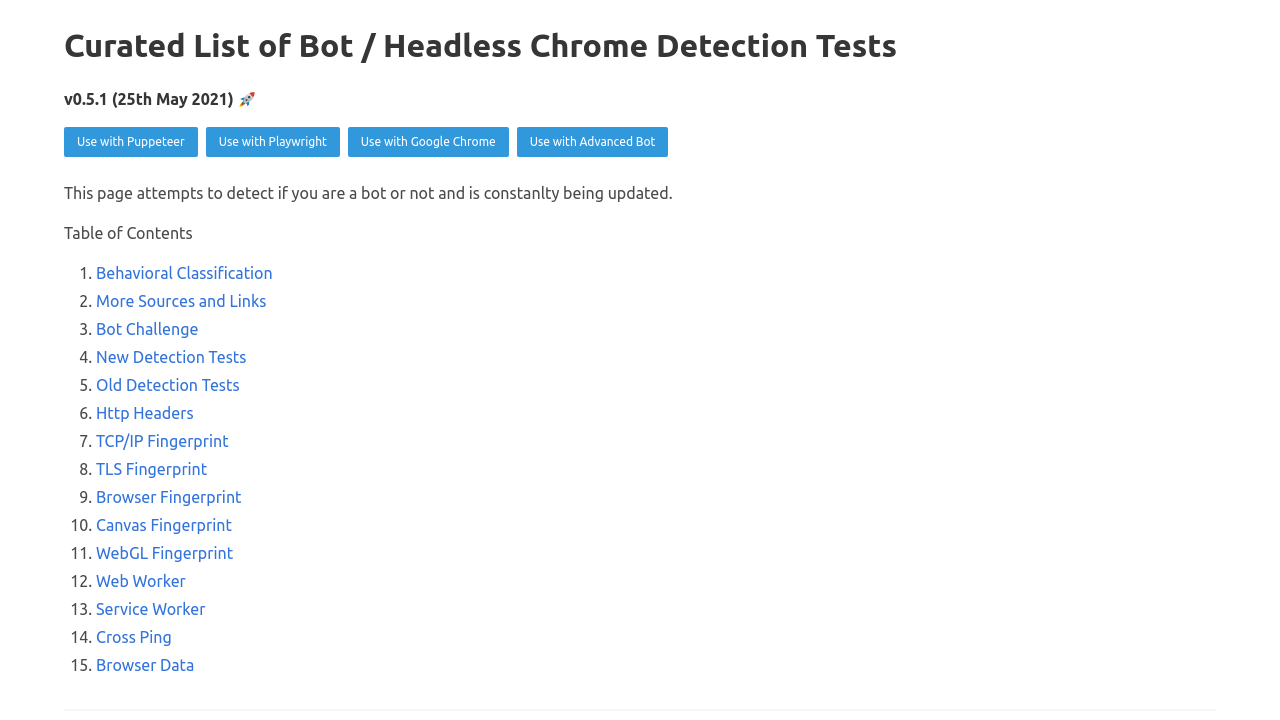 Curated List of Bot / Headless Chrome Detection Tests
v0.5.1 (25th May 2021) 🚀
Use with Puppeteer Use with Playwright Use with Google Chrome Use with Advanced Bot
This page attempts to detect if you are a bot or not and is constanlty being updated.
Table of Contents
1. Behavioral Classification
2. More Sources and Links
3. Bot Challenge
4. New Detection Tests
5. Old Detection Tests
6. Http Headers
7. TCP/IP Fingerprint
8. TLS Fingerprint
9. Browser Fingerprint
10. Canvas Fingerprint
11. WebGL Fingerprint
12. Web Worker
13. Service Worker
14. Cross Ping
15. Browser Data